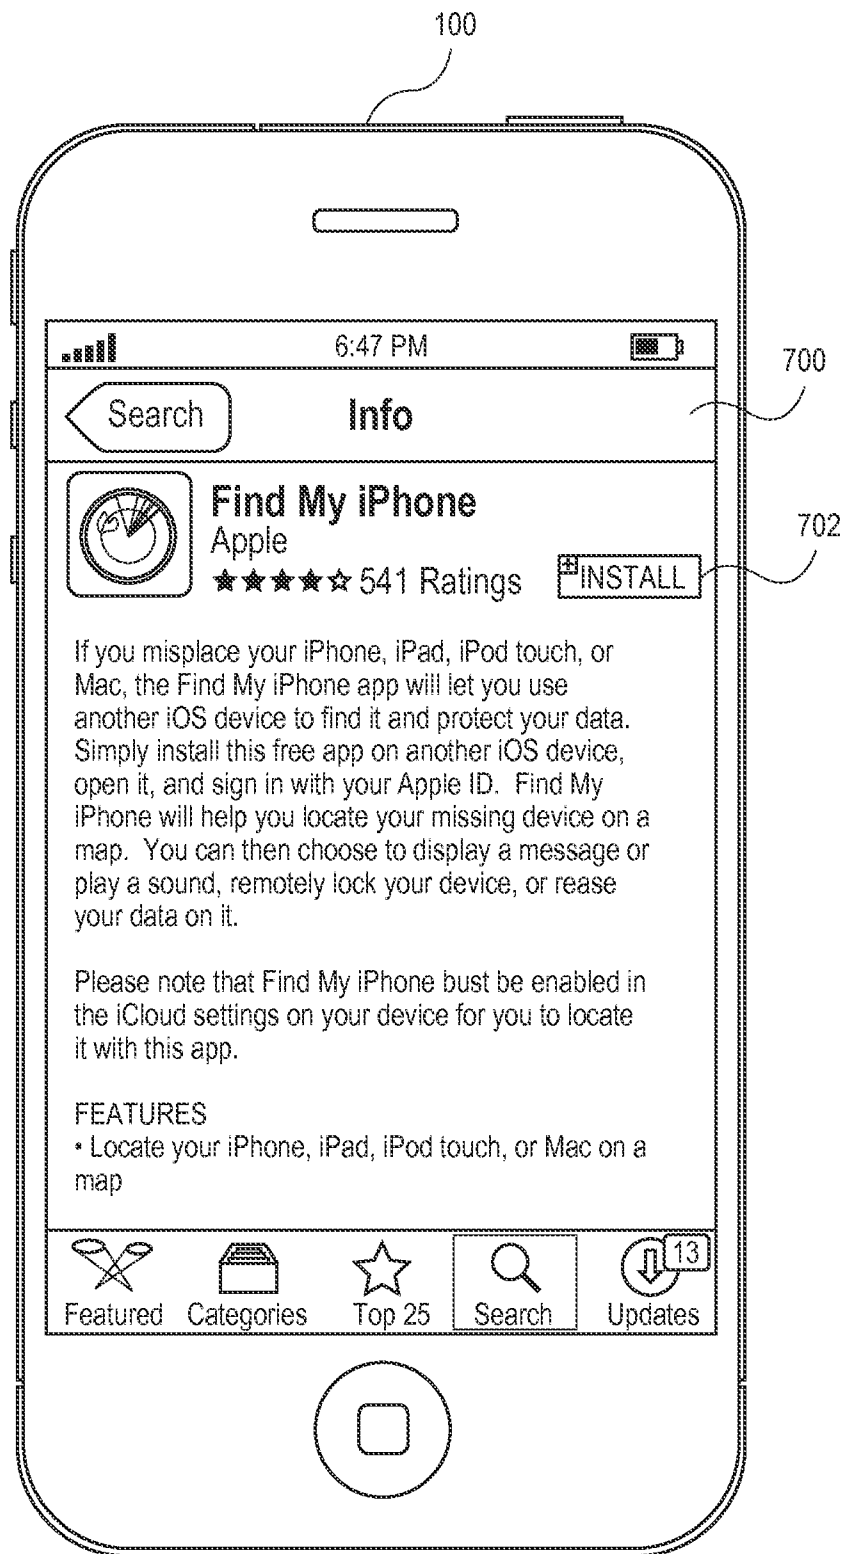 100
6:47 PM
700
Search
Info
Find My iPhone
Apple
541 Ratings
INSTALL
702
If you misplace your iPhone, iPad, iPod touch, or
Mac, the Find My iPhone app will let you use
another iOS device to find it and protect your data.
Simply install this free app on another iOS device,
open it, and sign in with your Apple ID. Find My
iPhone will help you locate your missing device on a
map. You can then choose to display a message or
play a sound, remotely lock your device, or rease
your data on it.
Please note that Find My iPhone bust be enabled in
the iCloud settings on your device for you to locate
it with this app.
FEATURES
• Locate your iPhone, iPad, iPod touch, or Mac on a
map
13
Featured Categories Top 25 Search Updates